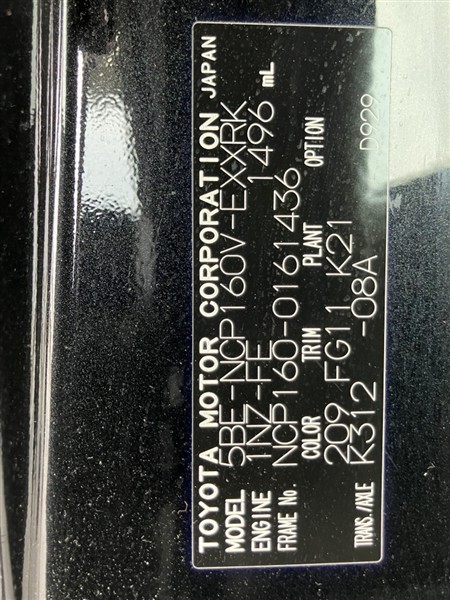 TOYOTA MOTOR CORPORATION JAPAN
MODEL 5BE-NCP160V-EXXRK
ENGINE 1NZ-FE 1496 mL
FRAME No. NCP160-0161436
COLOR TRIM PLANT OPTION
209 FG11 K21
TRANS./AXLE K312 -08A D929